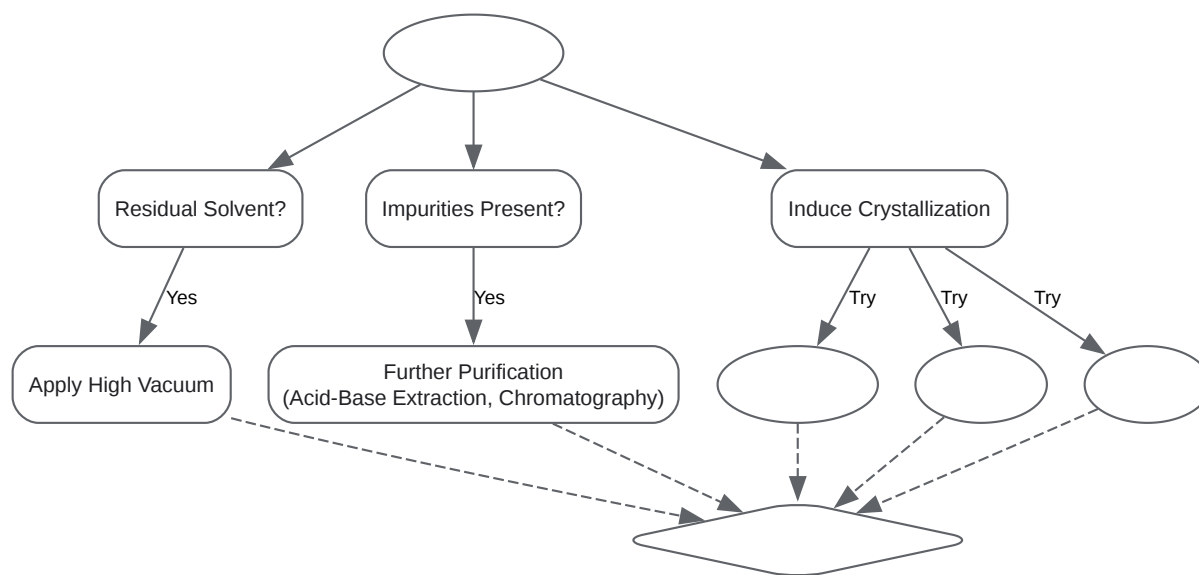 Residual Solvent?
Impurities Present?
Induce Crystallization
Yes
Yes
Try
Try
Try
Apply High Vacuum
Further Purification
(Acid-Base Extraction, Chromatography)